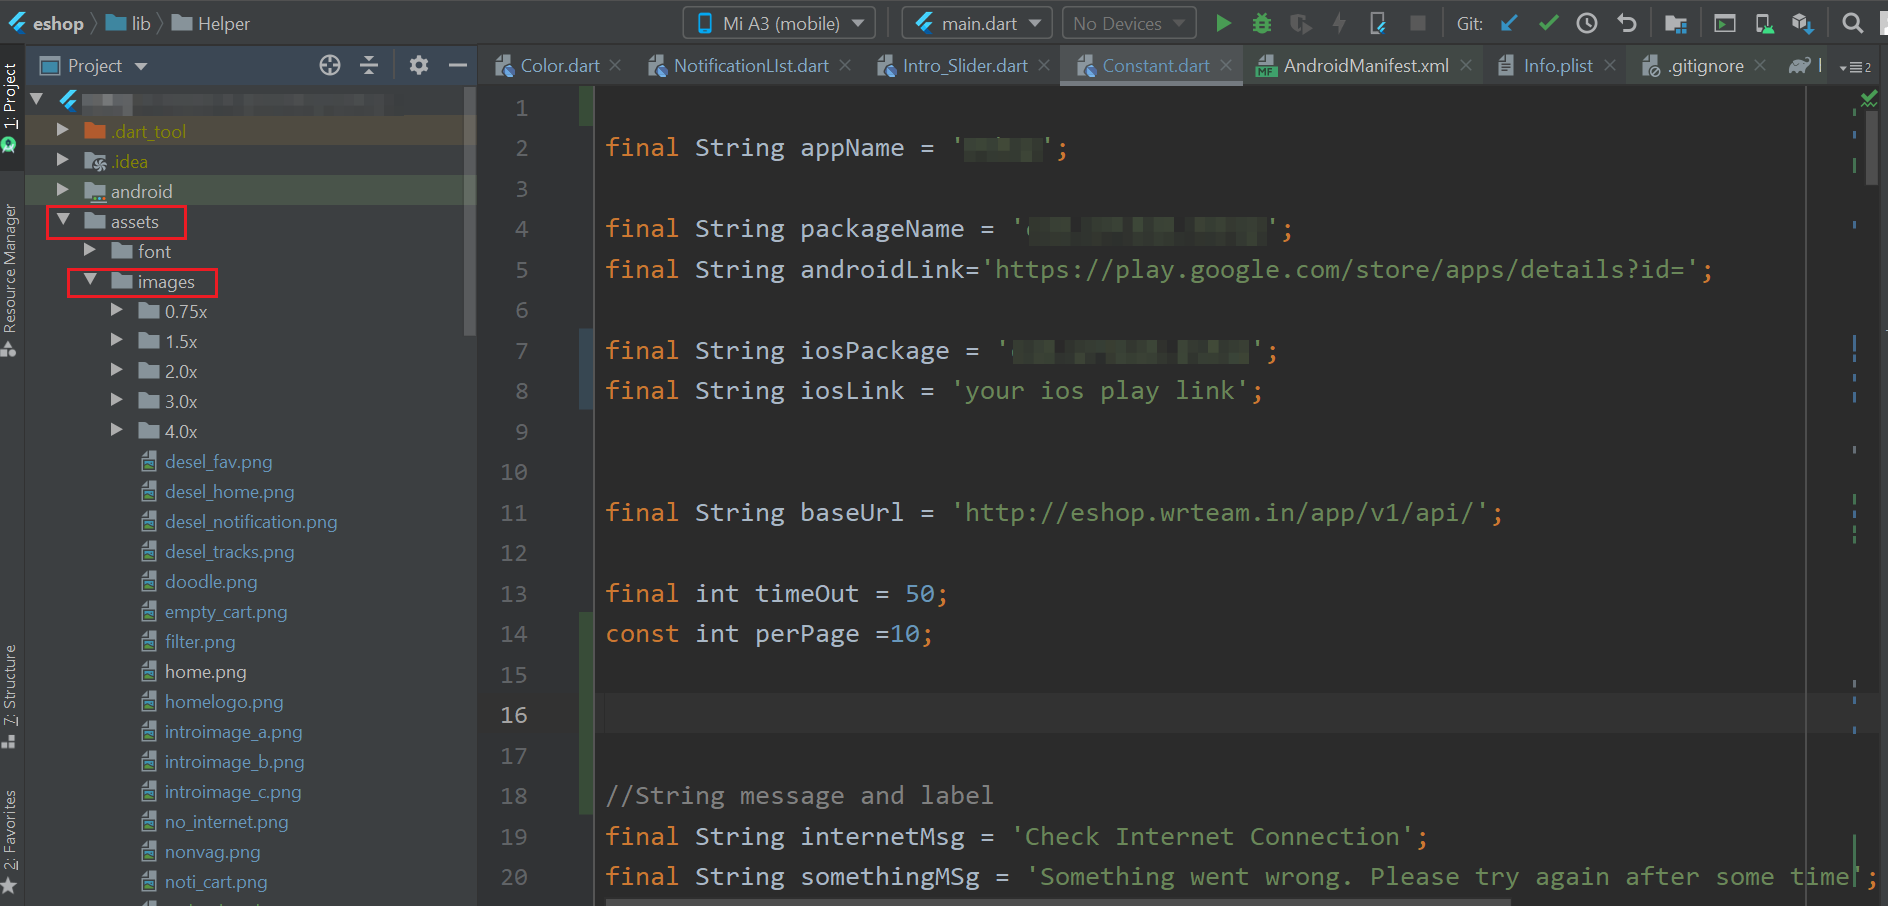 eshop lib Helper Mi A3 (mobile) main.dart No Devices Git:
Project
Color.dart NotificationLIst.dart Intro_Slider.dart Constant.dart AndroidManifest.xml Info.plist .gitignore 2
1: Project
Resource Manager
7: Structure
2: Favorites
.dart_tool
.idea
android
assets
font
images
0.75x
1.5x
2.0x
3.0x
4.0x
desel_fav.png
desel_home.png
desel_notification.png
desel_tracks.png
doodle.png
empty_cart.png
filter.png
home.png
homelogo.png
introimage_a.png
introimage_b.png
introimage_c.png
no_internet.png
nonvag.png
noti_cart.png
1
2 final String appName = '';
3
4 final String packageName = '';
5 final String androidLink='https://play.google.com/store/apps/details?id=';
6
7 final String iosPackage = '';
8 final String iosLink = 'your ios play link';
9
10
11 final String baseUrl = 'http://eshop.wrteam.in/app/v1/api/';
12
13 final int timeOut = 50;
14 const int perPage =10;
15
16
17
18 //String message and label
19 final String internetMsg = 'Check Internet Connection';
20 final String somethingMSg = 'Something went wrong. Please try again after some time';